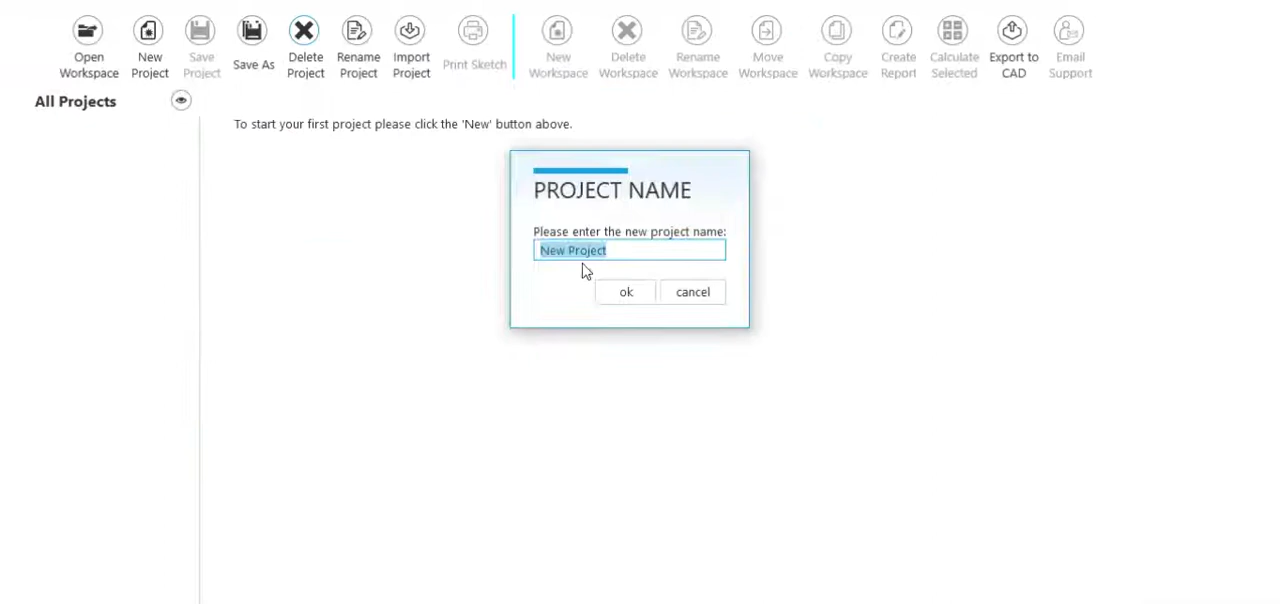 Open Workspace
New Project
Save Project
Save As
Delete Project
Rename Project
Import Project
Print Sketch
New Workspace
Delete Workspace
Rename Workspace
Move Workspace
Copy Workspace
Create Report
Calculate Selected
Export to CAD
Email Support
All Projects
To start your first project please click the 'New' button above.
PROJECT NAME
Please enter the new project name:
New Project
ok
cancel